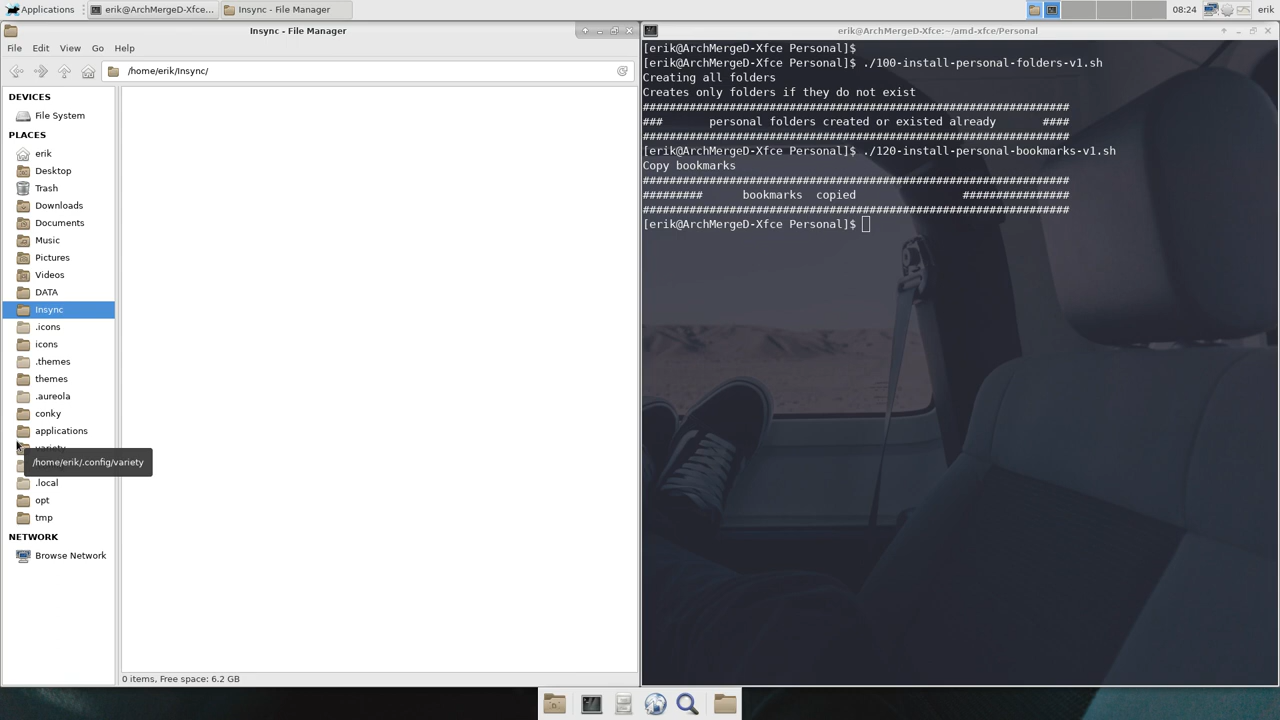 Applications
erik@ArchMergeD-Xfce...
Insync - File Manager
08:24
erik
Insync - File Manager
File Edit View Go Help
/home/erik/Insync/
DEVICES
File System
PLACES
erik
Desktop
Trash
Downloads
Documents
Music
Pictures
Videos
DATA
Insync
.icons
icons
.themes
themes
.aureola
conky
applications
variety
/home/erik/.config/variety
.local
opt
tmp
NETWORK
Browse Network
0 items, Free space: 6.2 GB
erik@ArchMergeD-Xfce:~/amd-xfce/Personal
[erik@ArchMergeD-Xfce Personal]$
[erik@ArchMergeD-Xfce Personal]$ ./100-install-personal-folders-v1.sh
Creating all folders
Creates only folders if they do not exist
################################################################
###       personal folders created or existed already       ####
################################################################
[erik@ArchMergeD-Xfce Personal]$ ./120-install-personal-bookmarks-v1.sh
Copy bookmarks
################################################################
#########      bookmarks  copied                ################
################################################################
[erik@ArchMergeD-Xfce Personal]$